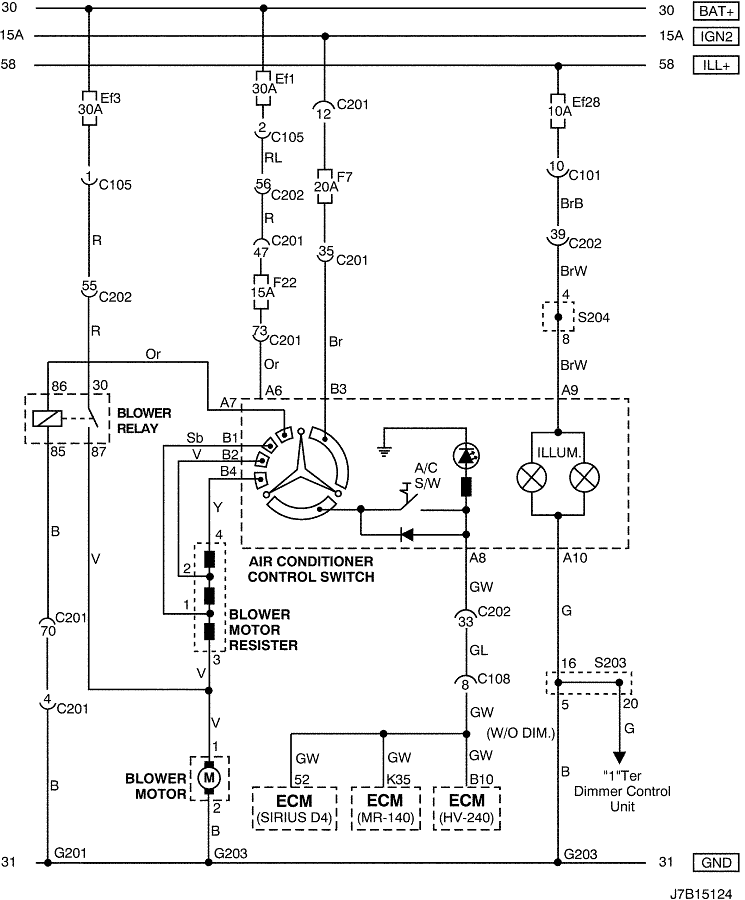 30 30 BAT+
15A 15A IGN2
58 58 ILL+
Ef3
30A
Ef1
30A
Ef28
10A
12 C201
2 C105
RL
F7
20A
10 C101
BrB
1 C105
56 C202
R
C201
47
35 C201
39 C202
BrW
R
55 C202
F22
15A
4
S204
8
R
73 C201
Br
BrW
Or
Or
86 30
A7 A6 B3 A9
BLOWER
RELAY
85 87
Sb B1
V B2
B4
A/C
S/W
ILLUM.
Y
4
AIR CONDITIONER
CONTROL SWITCH
A8 A10
B
V
2
1
BLOWER
MOTOR
RESISTER
3
GW
C202
33
GL
G
C201
70
4 C201
V
8 C108
GW
16 S203
5 20
(W/O DIM.)
G
V
1
BLOWER
MOTOR
M
2
B
B
GW GW GW
52 K35 B10
ECM
(SIRIUS D4)
ECM
(MR-140)
ECM
(HV-240)
B
"1"Ter
Dimmer Control
Unit
31 G201 G203 G203 31 GND
J7B15124